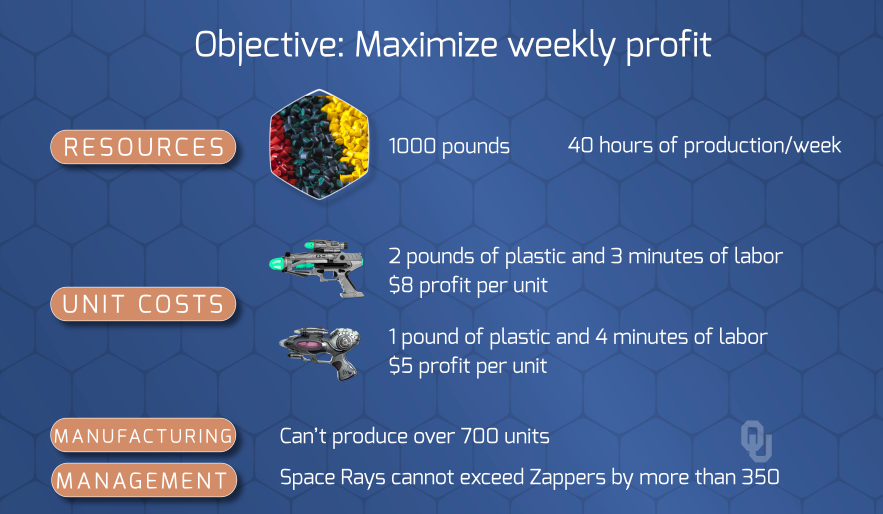 Objective: Maximize weekly profit
RESOURCES
1000 pounds
40 hours of production/week
UNIT COSTS
2 pounds of plastic and 3 minutes of labor
$8 profit per unit
1 pound of plastic and 4 minutes of labor
$5 profit per unit
MANUFACTURING
Can't produce over 700 units
OU
MANAGEMENT
Space Rays cannot exceed Zappers by more than 350